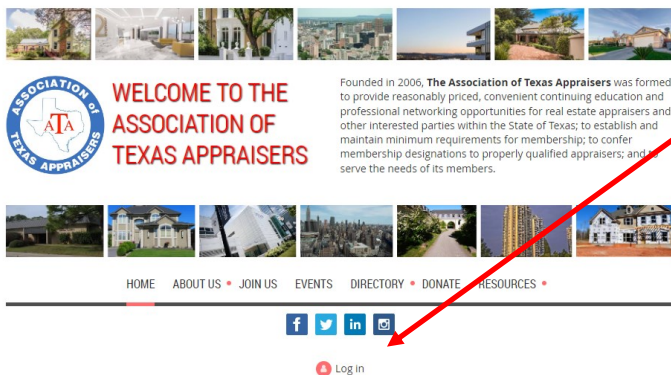 ASSOCIATION of
ATA
TEXAS APPRAISERS
WELCOME TO THE
ASSOCIATION OF
TEXAS APPRAISERS
Founded in 2006, The Association of Texas Appraisers was formed
to provide reasonably priced, convenient continuing education and
professional networking opportunities for real estate appraisers and
other interested parties within the State of Texas; to establish and
maintain minimum requirements for membership; to confer
membership designations to properly qualified appraisers; and to
serve the needs of its members.
HOME ABOUT US • JOIN US EVENTS DIRECTORY • DONATE RESOURCES •
f in
Log in